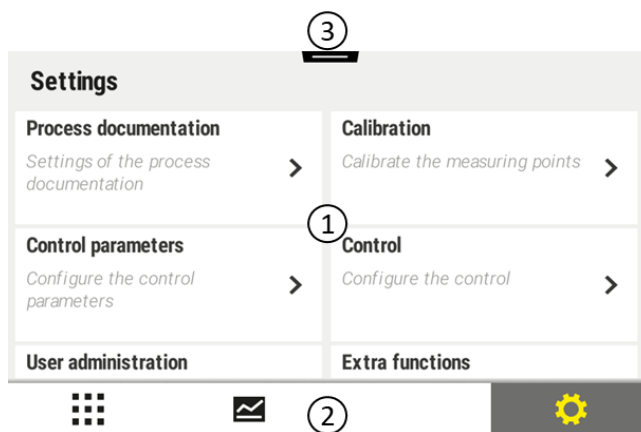 3
Settings
Process documentation
Settings of the process
documentation
Calibration
Calibrate the measuring points
1
Control parameters
Configure the control
parameters
Control
Configure the control
User administration
Extra functions
2